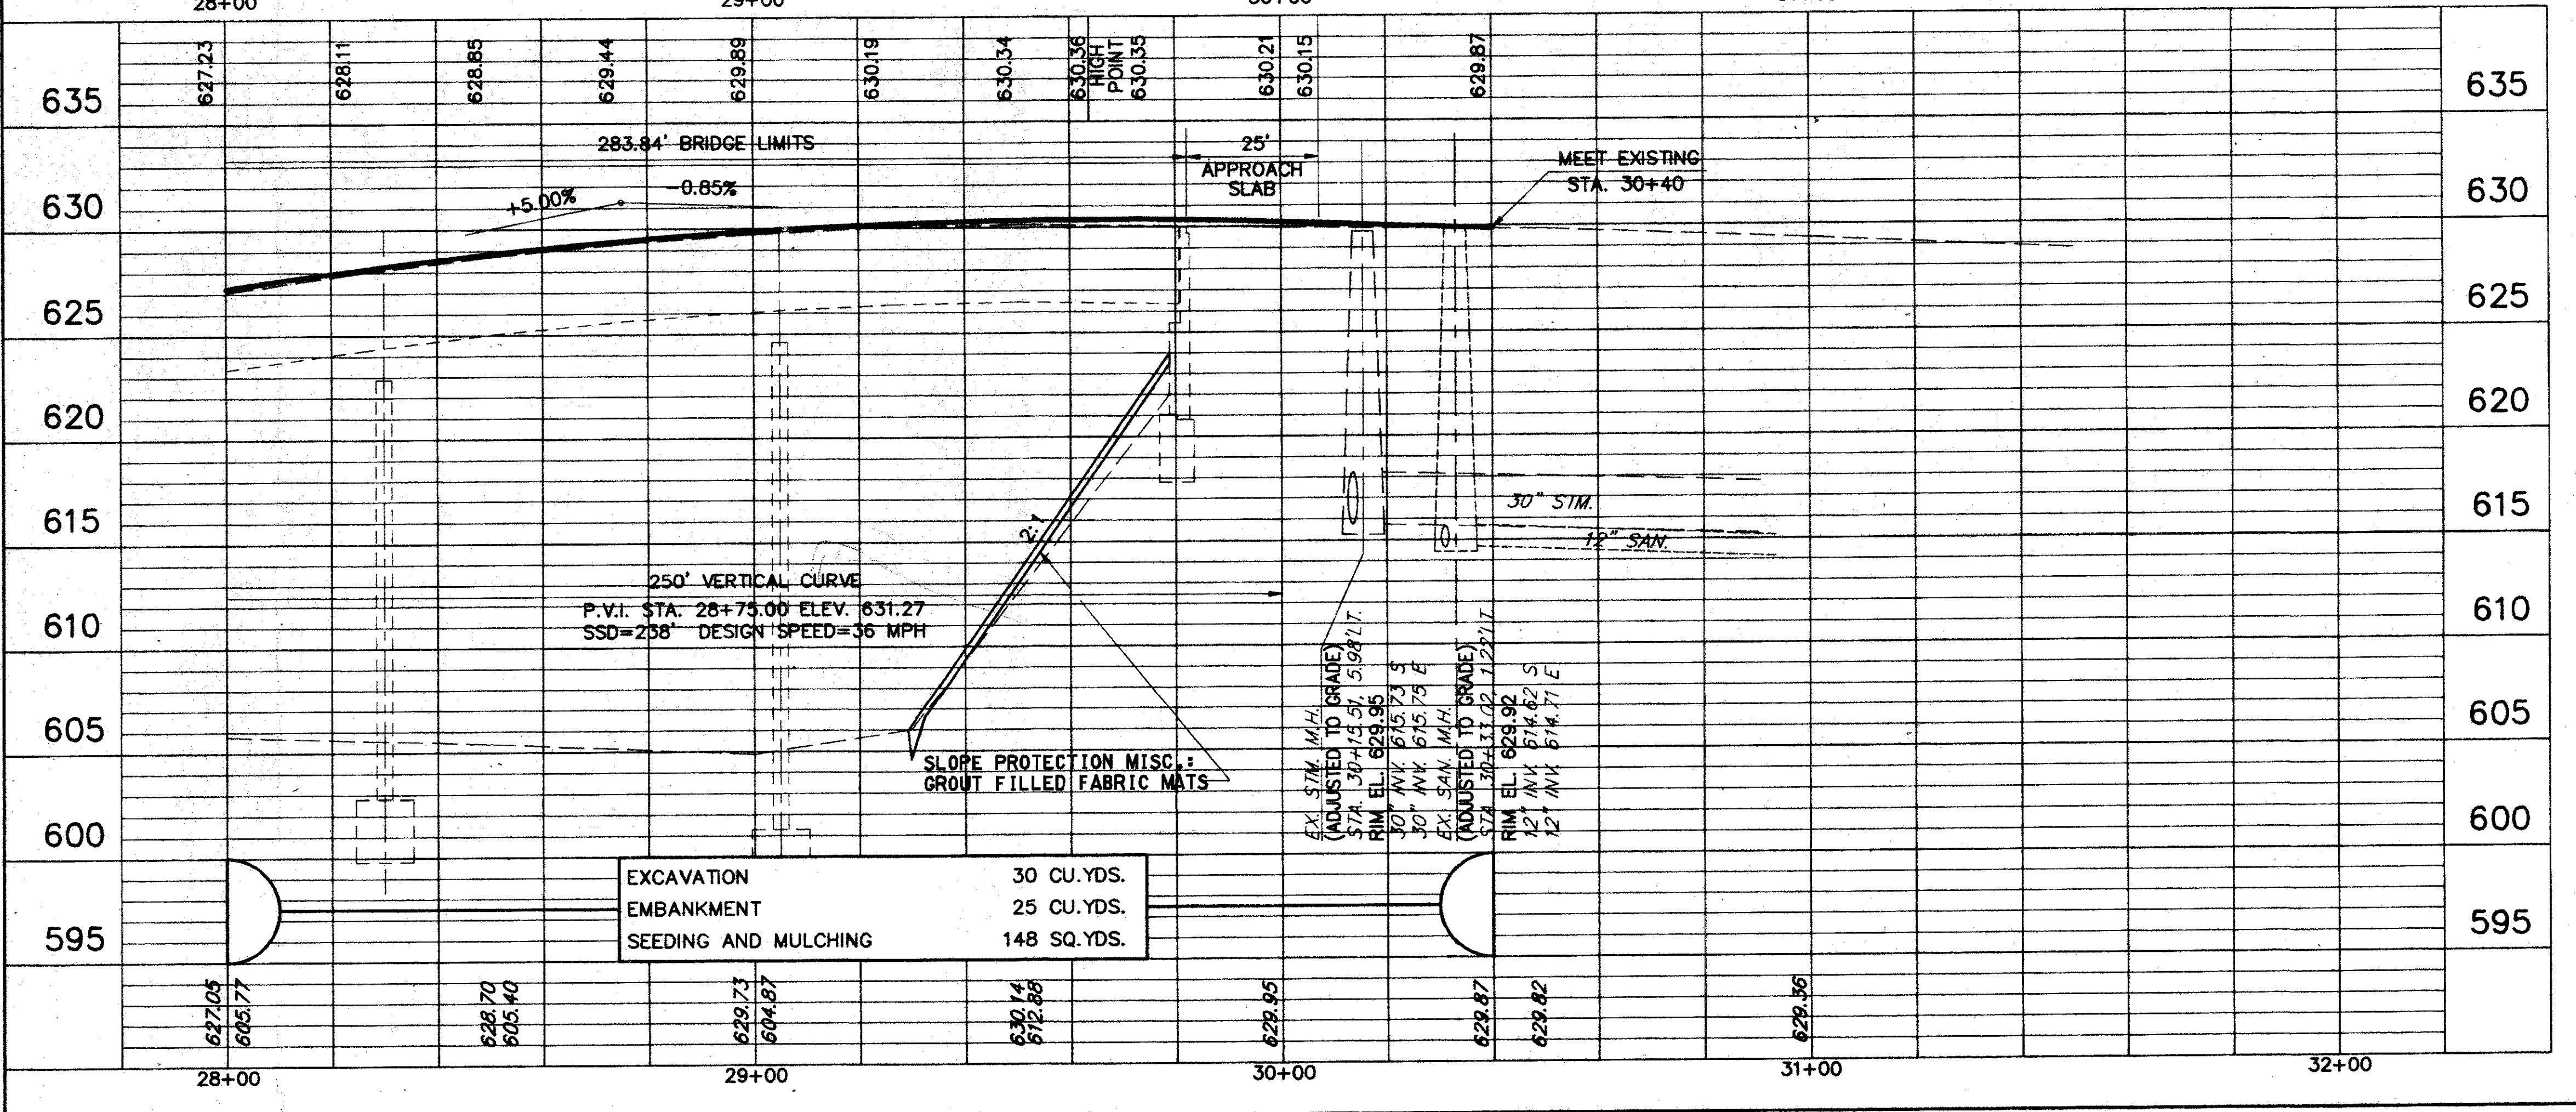 28+00 29+00
627.23 628.11 628.85 629.44 629.89 630.19 630.34 630.36 HIGH POINT 630.35 630.21 630.15 629.87
635 635
283.84' BRIDGE LIMITS
25'
APPROACH
SLAB
MEET EXISTING
STA. 30+40
+5.00% -0.85%
630 630
625 625
620 620
2:1
615 615
30" STM.
12" SAN.
250' VERTICAL CURVE
P.V.I. STA. 28+75.00 ELEV. 631.27
SSD=238' DESIGN SPEED=36 MPH
610 610
605 605
SLOPE PROTECTION MISC.:
GROUT FILLED FABRIC MATS
EX. STM. M.H.
(ADJUSTED TO GRADE)
STA. 30+15.51, 5.98' LT.
RIM EL. 629.95
30" INV. 615.73 S
30" INV. 615.75 E
EX. SAN. M.H.
(ADJUSTED TO GRADE)
STA. 30+33.02, 1.29' LT
RIM EL. 629.92
12" INV. 614.62 S
12" INV. 614.71 E
600 600
EXCAVATION 30 CU.YDS.
EMBANKMENT 25 CU.YDS.
SEEDING AND MULCHING 148 SQ.YDS.
595 595
627.05 605.77 628.70 605.40 629.73 604.87 630.14 612.88 629.95 629.87 629.82 629.36
28+00 29+00 30+00 31+00 32+00